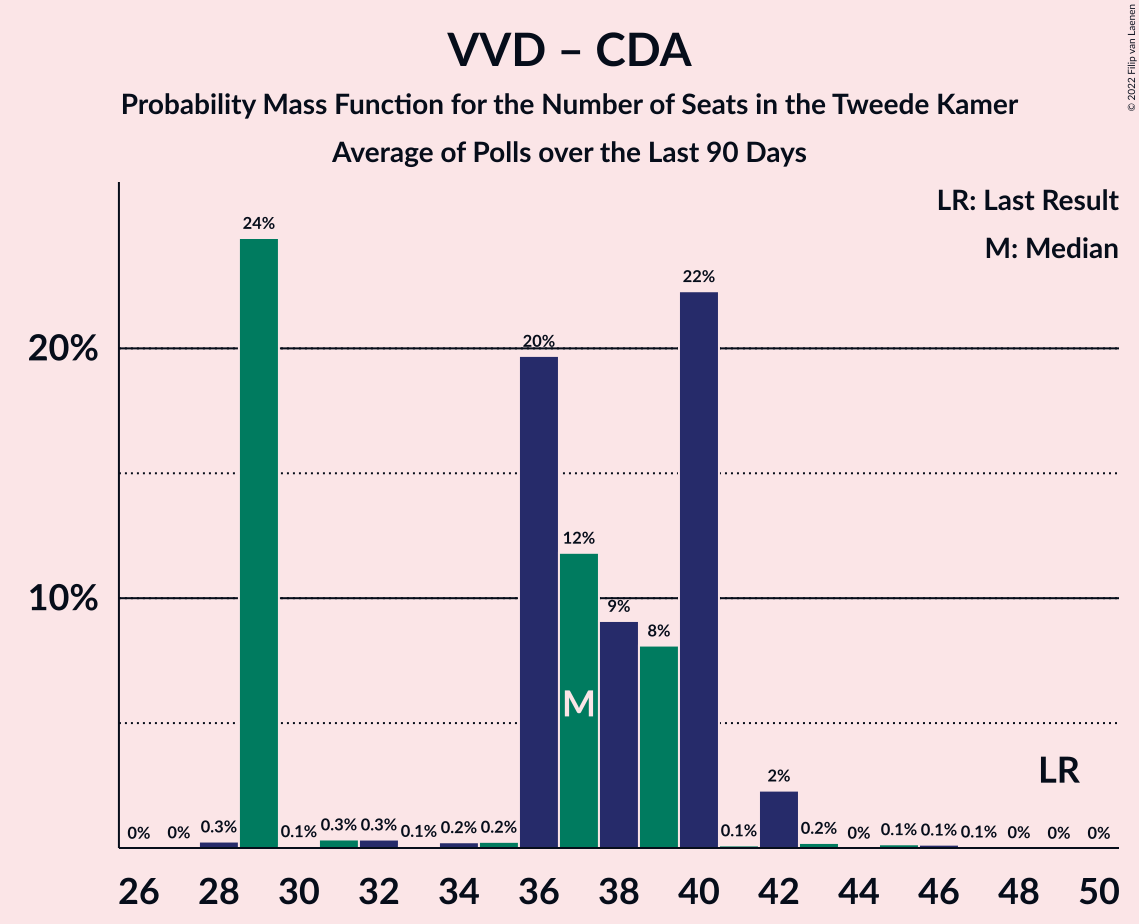 VVD – CDA
Probability Mass Function for the Number of Seats in the Tweede Kamer
Average of Polls over the Last 90 Days
© 2022 Filip van Laenen
LR: Last Result
M: Median
20%
10%
0% 0% 0.3% 24% 0.1% 0.3% 0.3% 0.1% 0.2% 0.2% 20% 12% 9% 8% 22% 0.1% 2% 0.2% 0% 0.1% 0.1% 0.1% 0% 0% 0%
M
LR
26 28 30 32 34 36 38 40 42 44 46 48 50